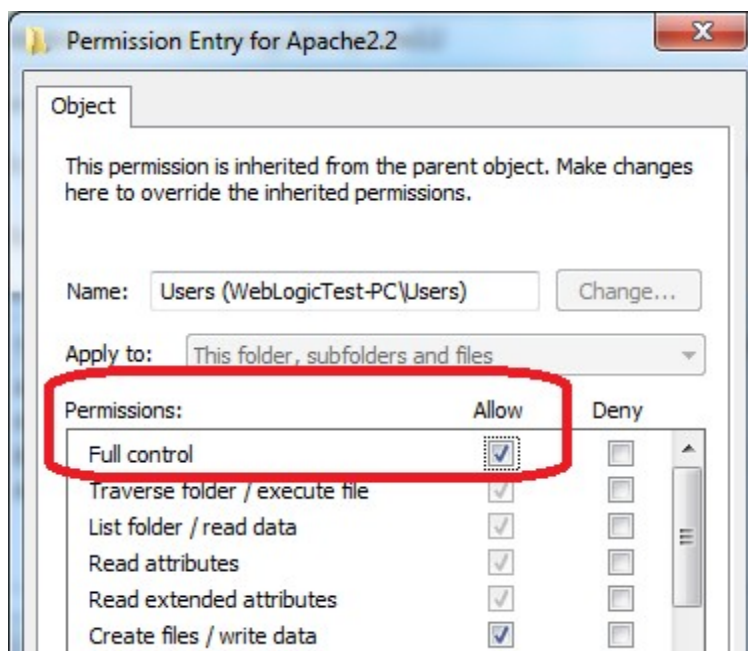 Permission Entry for Apache2.2
Object
This permission is inherited from the parent object. Make changes
here to override the inherited permissions.
Name: Users (WebLogicTest-PC\Users) Change...
Apply to: This folder, subfolders and files
Permissions: Allow Deny
Full control
Traverse folder / execute file
List folder / read data
Read attributes
Read extended attributes
Create files / write data